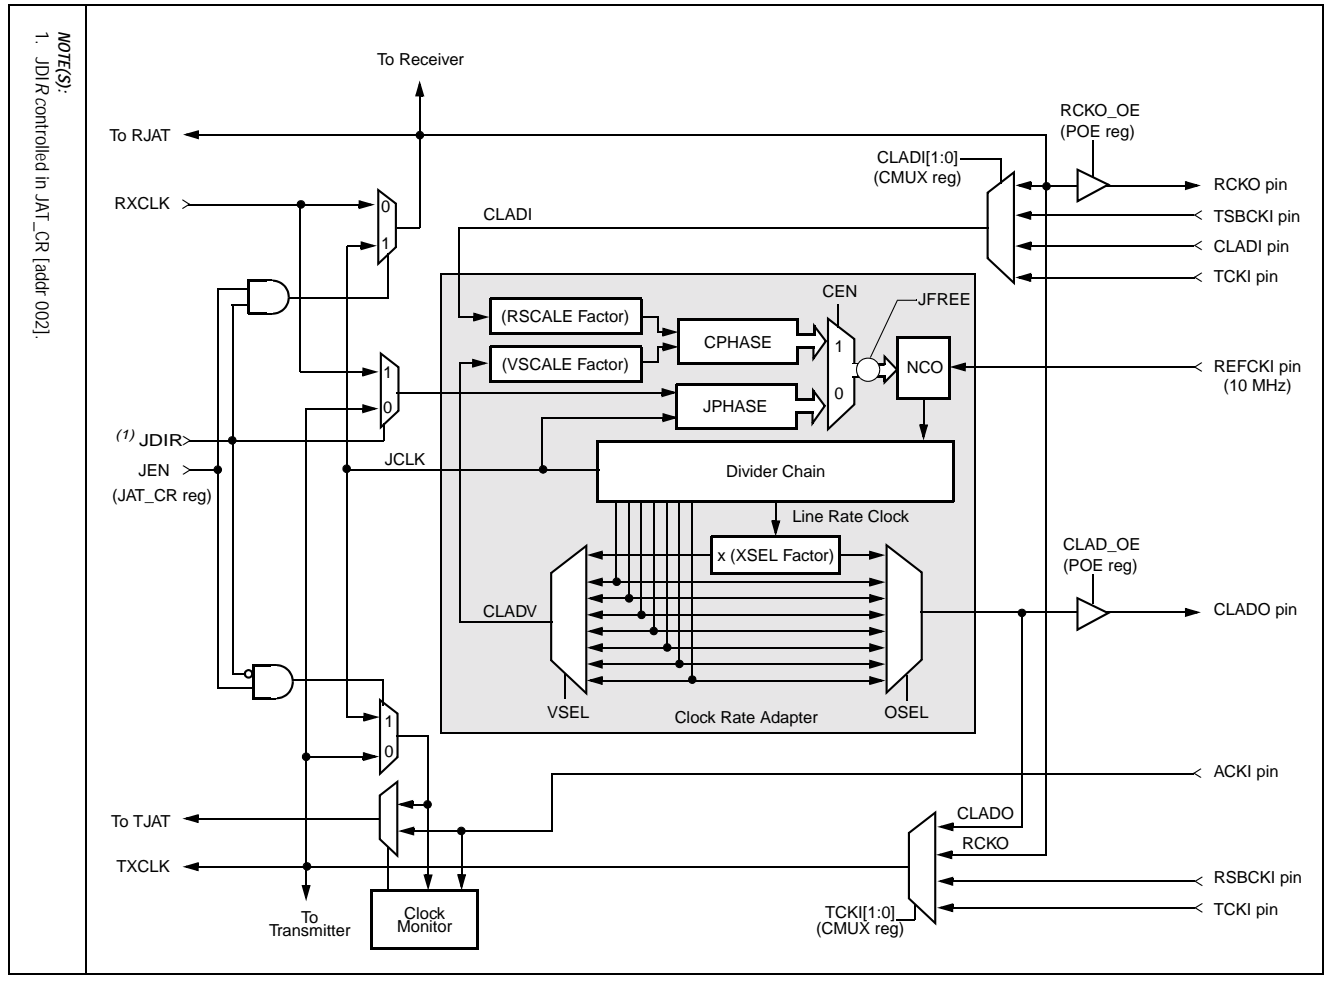 NOTE(S):
1. JDIR controlled in JAT_CR [addr 002].
To Receiver
To RJAT
RXCLK
0
1
CLADI
RCKO_OE
(POE reg)
CLADI[1:0]
(CMUX reg)
RCKO pin
TSBCKI pin
CLADI pin
TCKI pin
CEN
JFREE
(RSCALE Factor)
(VSCALE Factor)
CPHASE
JPHASE
1
0
NCO
REFCKI pin
(10 MHz)
1
0
(1) JDIR
JEN
(JAT_CR reg)
JCLK
Divider Chain
Line Rate Clock
x (XSEL Factor)
CLADV
VSEL
OSEL
Clock Rate Adapter
CLAD_OE
(POE reg)
CLADO pin
1
0
ACKI pin
To TJAT
TXCLK
CLADO
RCKO
RSBCKI pin
TCKI pin
TCKI[1:0]
(CMUX reg)
To
Transmitter
Clock
Monitor